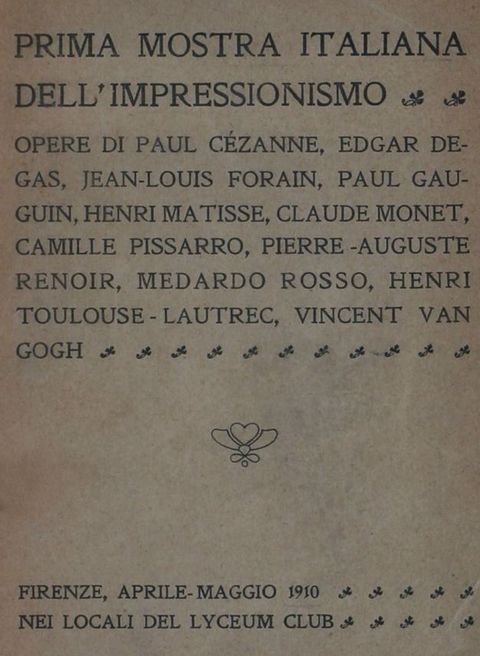 PRIMA MOSTRA ITALIANA
DELL'IMPRESSIONISMO
OPERE DI PAUL CÉZANNE, EDGAR DE-
GAS, JEAN-LOUIS FORAIN, PAUL GAU-
GUIN, HENRI MATISSE, CLAUDE MONET,
CAMILLE PISSARRO, PIERRE-AUGUSTE
RENOIR, MEDARDO ROSSO, HENRI
TOULOUSE-LAUTREC, VINCENT VAN
GOGH
FIRENZE, APRILE-MAGGIO 1910
NEI LOCALI DEL LYCEUM CLUB